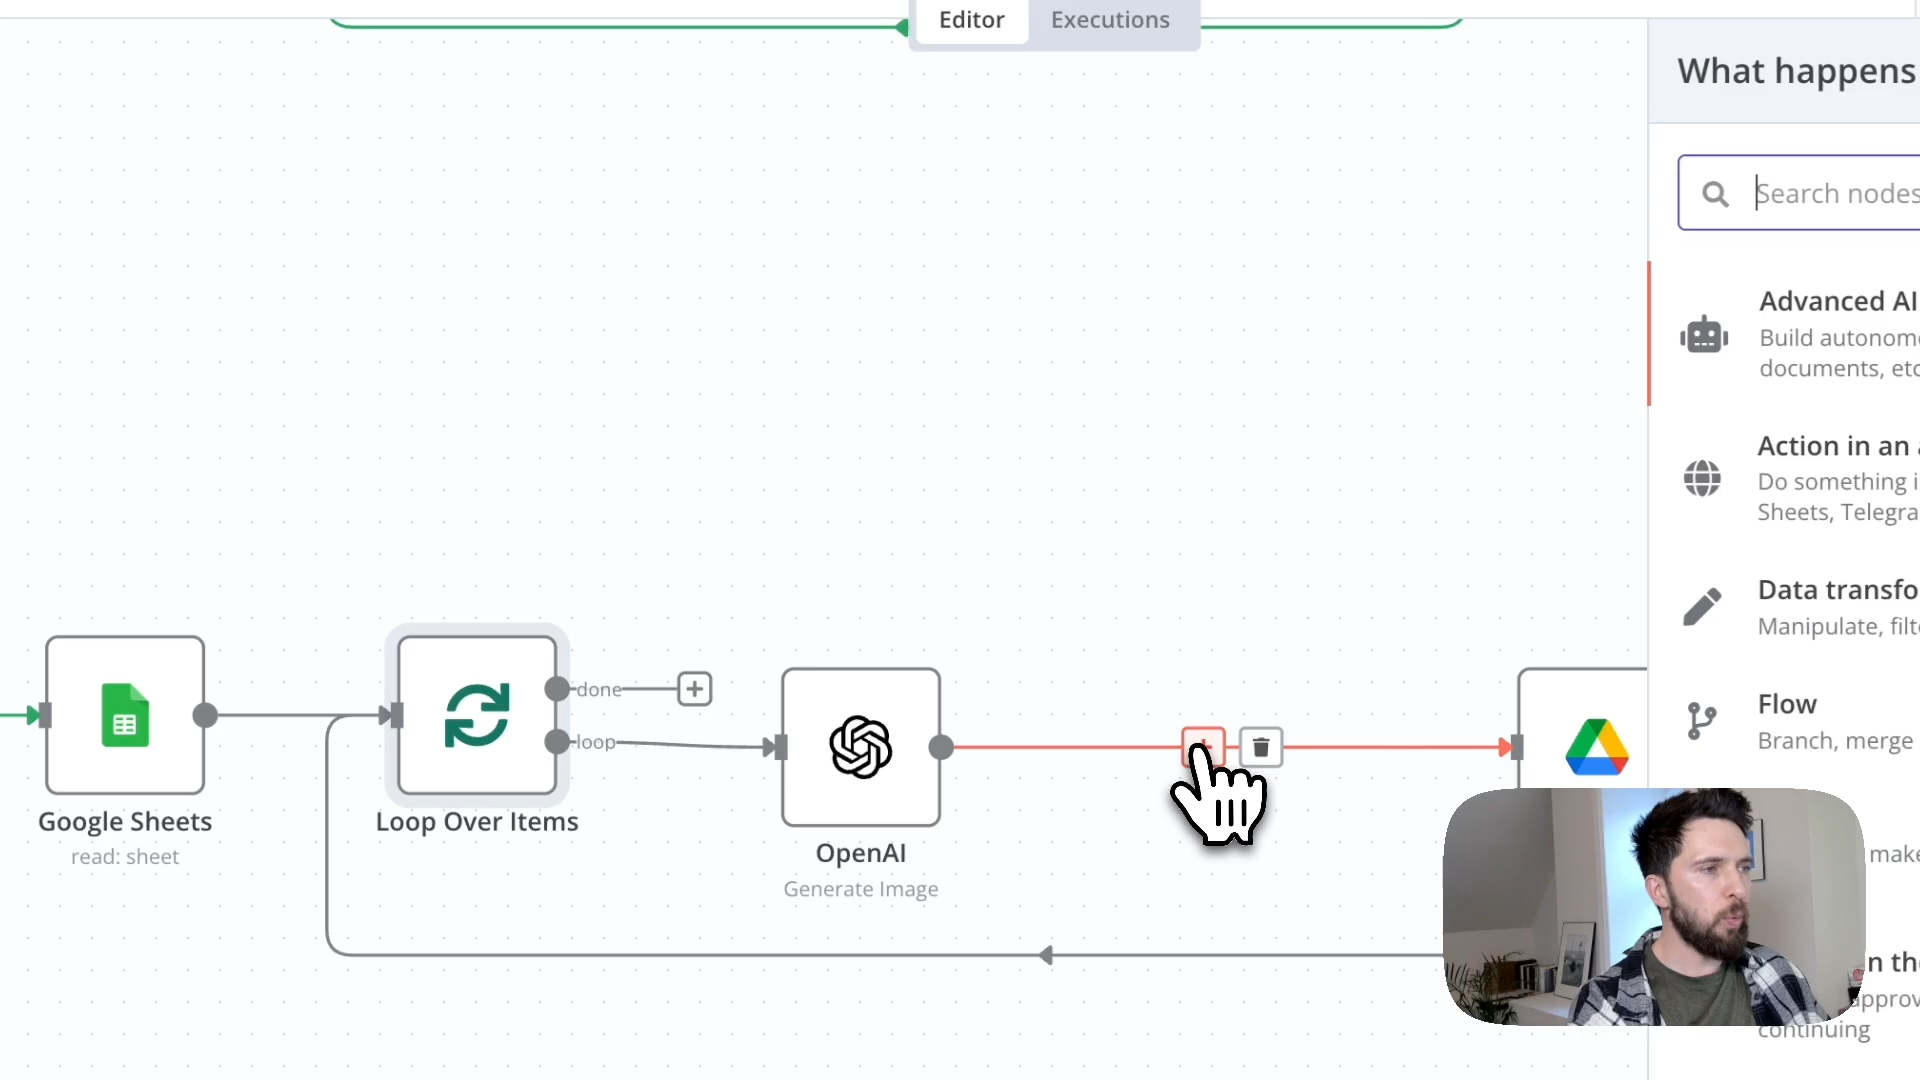 Editor
Executions
What happens
Search nodes
Advanced AI
Build autonom
documents, etc
Action in an
Do something i
Sheets, Telegra
Data transfo
Manipulate, filt
Flow
Branch, merge
make
n th
approv
continuing
done
loop
Google Sheets
read: sheet
Loop Over Items
OpenAI
Generate Image